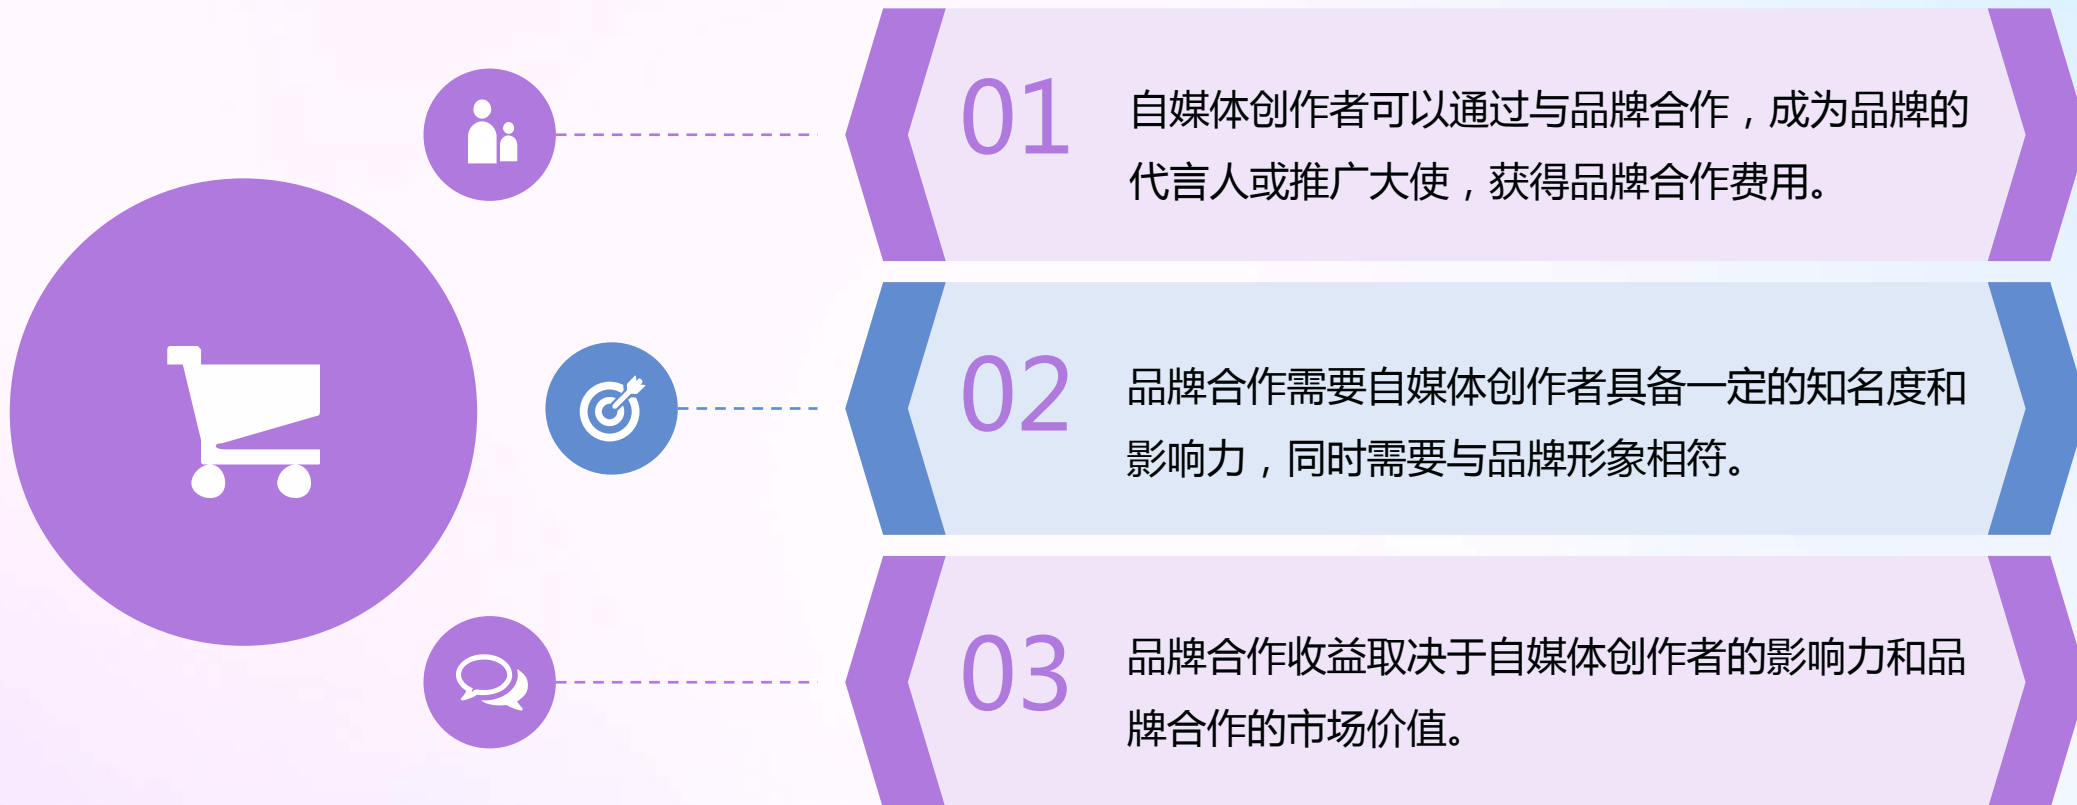 01
自媒体创作者可以通过与品牌合作，成为品牌的
代言人或推广大使，获得品牌合作费用。
02
品牌合作需要自媒体创作者具备一定的知名度和
影响力，同时需要与品牌形象相符。
03
品牌合作收益取决于自媒体创作者的影响力和品
牌合作的市场价值。